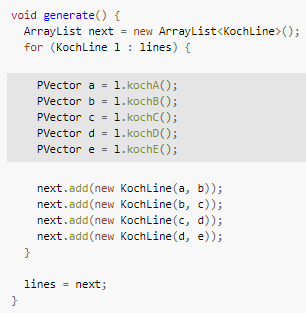 void generate() {
ArrayList next = new ArrayList<KochLine>();
for (KochLine l : lines) {
PVector a = l.kochA();
PVector b = l.kochB();
PVector c = l.kochC();
PVector d = l.kochD();
PVector e = l.kochE();
next.add(new KochLine(a, b));
next.add(new KochLine(b, c));
next.add(new KochLine(c, d));
next.add(new KochLine(d, e));
}
lines = next;
}